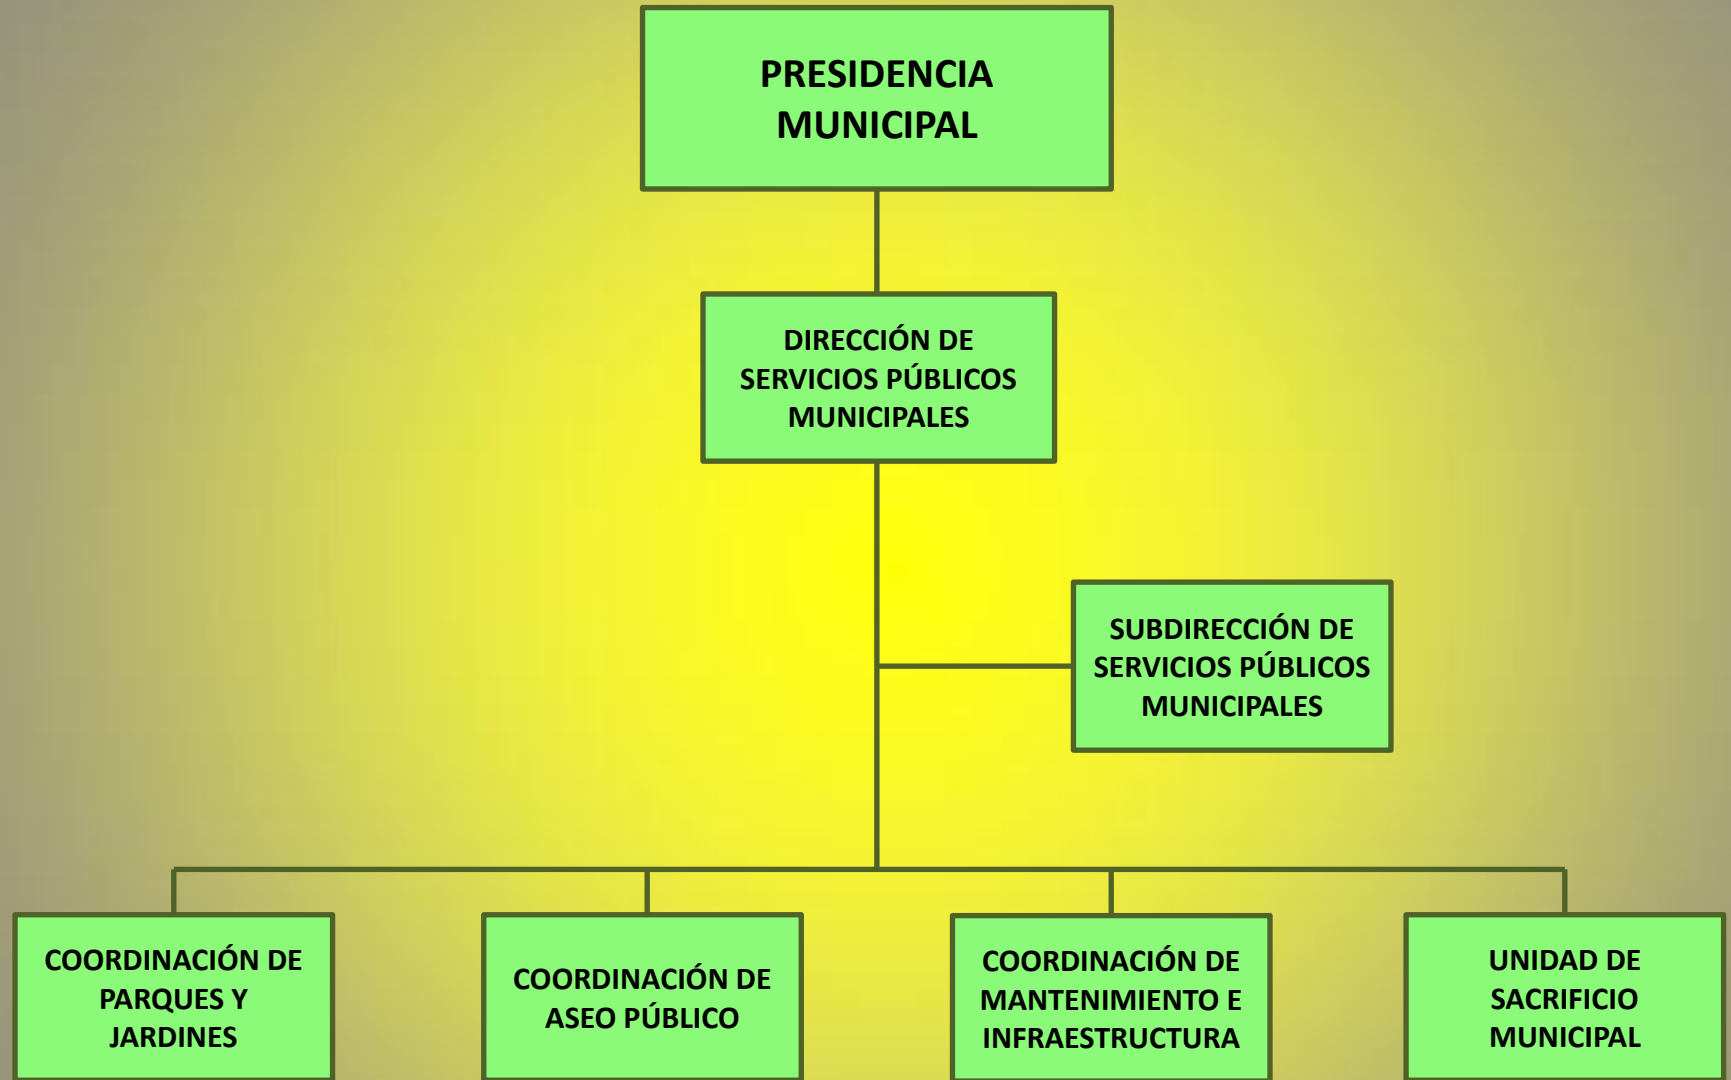 PRESIDENCIA
MUNICIPAL
DIRECCIÓN DE
SERVICIOS PÚBLICOS
MUNICIPALES
SUBDIRECCIÓN DE
SERVICIOS PÚBLICOS
MUNICIPALES
COORDINACIÓN DE
PARQUES Y
JARDINES
COORDINACIÓN DE
ASEO PÚBLICO
COORDINACIÓN DE
MANTENIMIENTO E
INFRAESTRUCTURA
UNIDAD DE
SACRIFICIO
MUNICIPAL